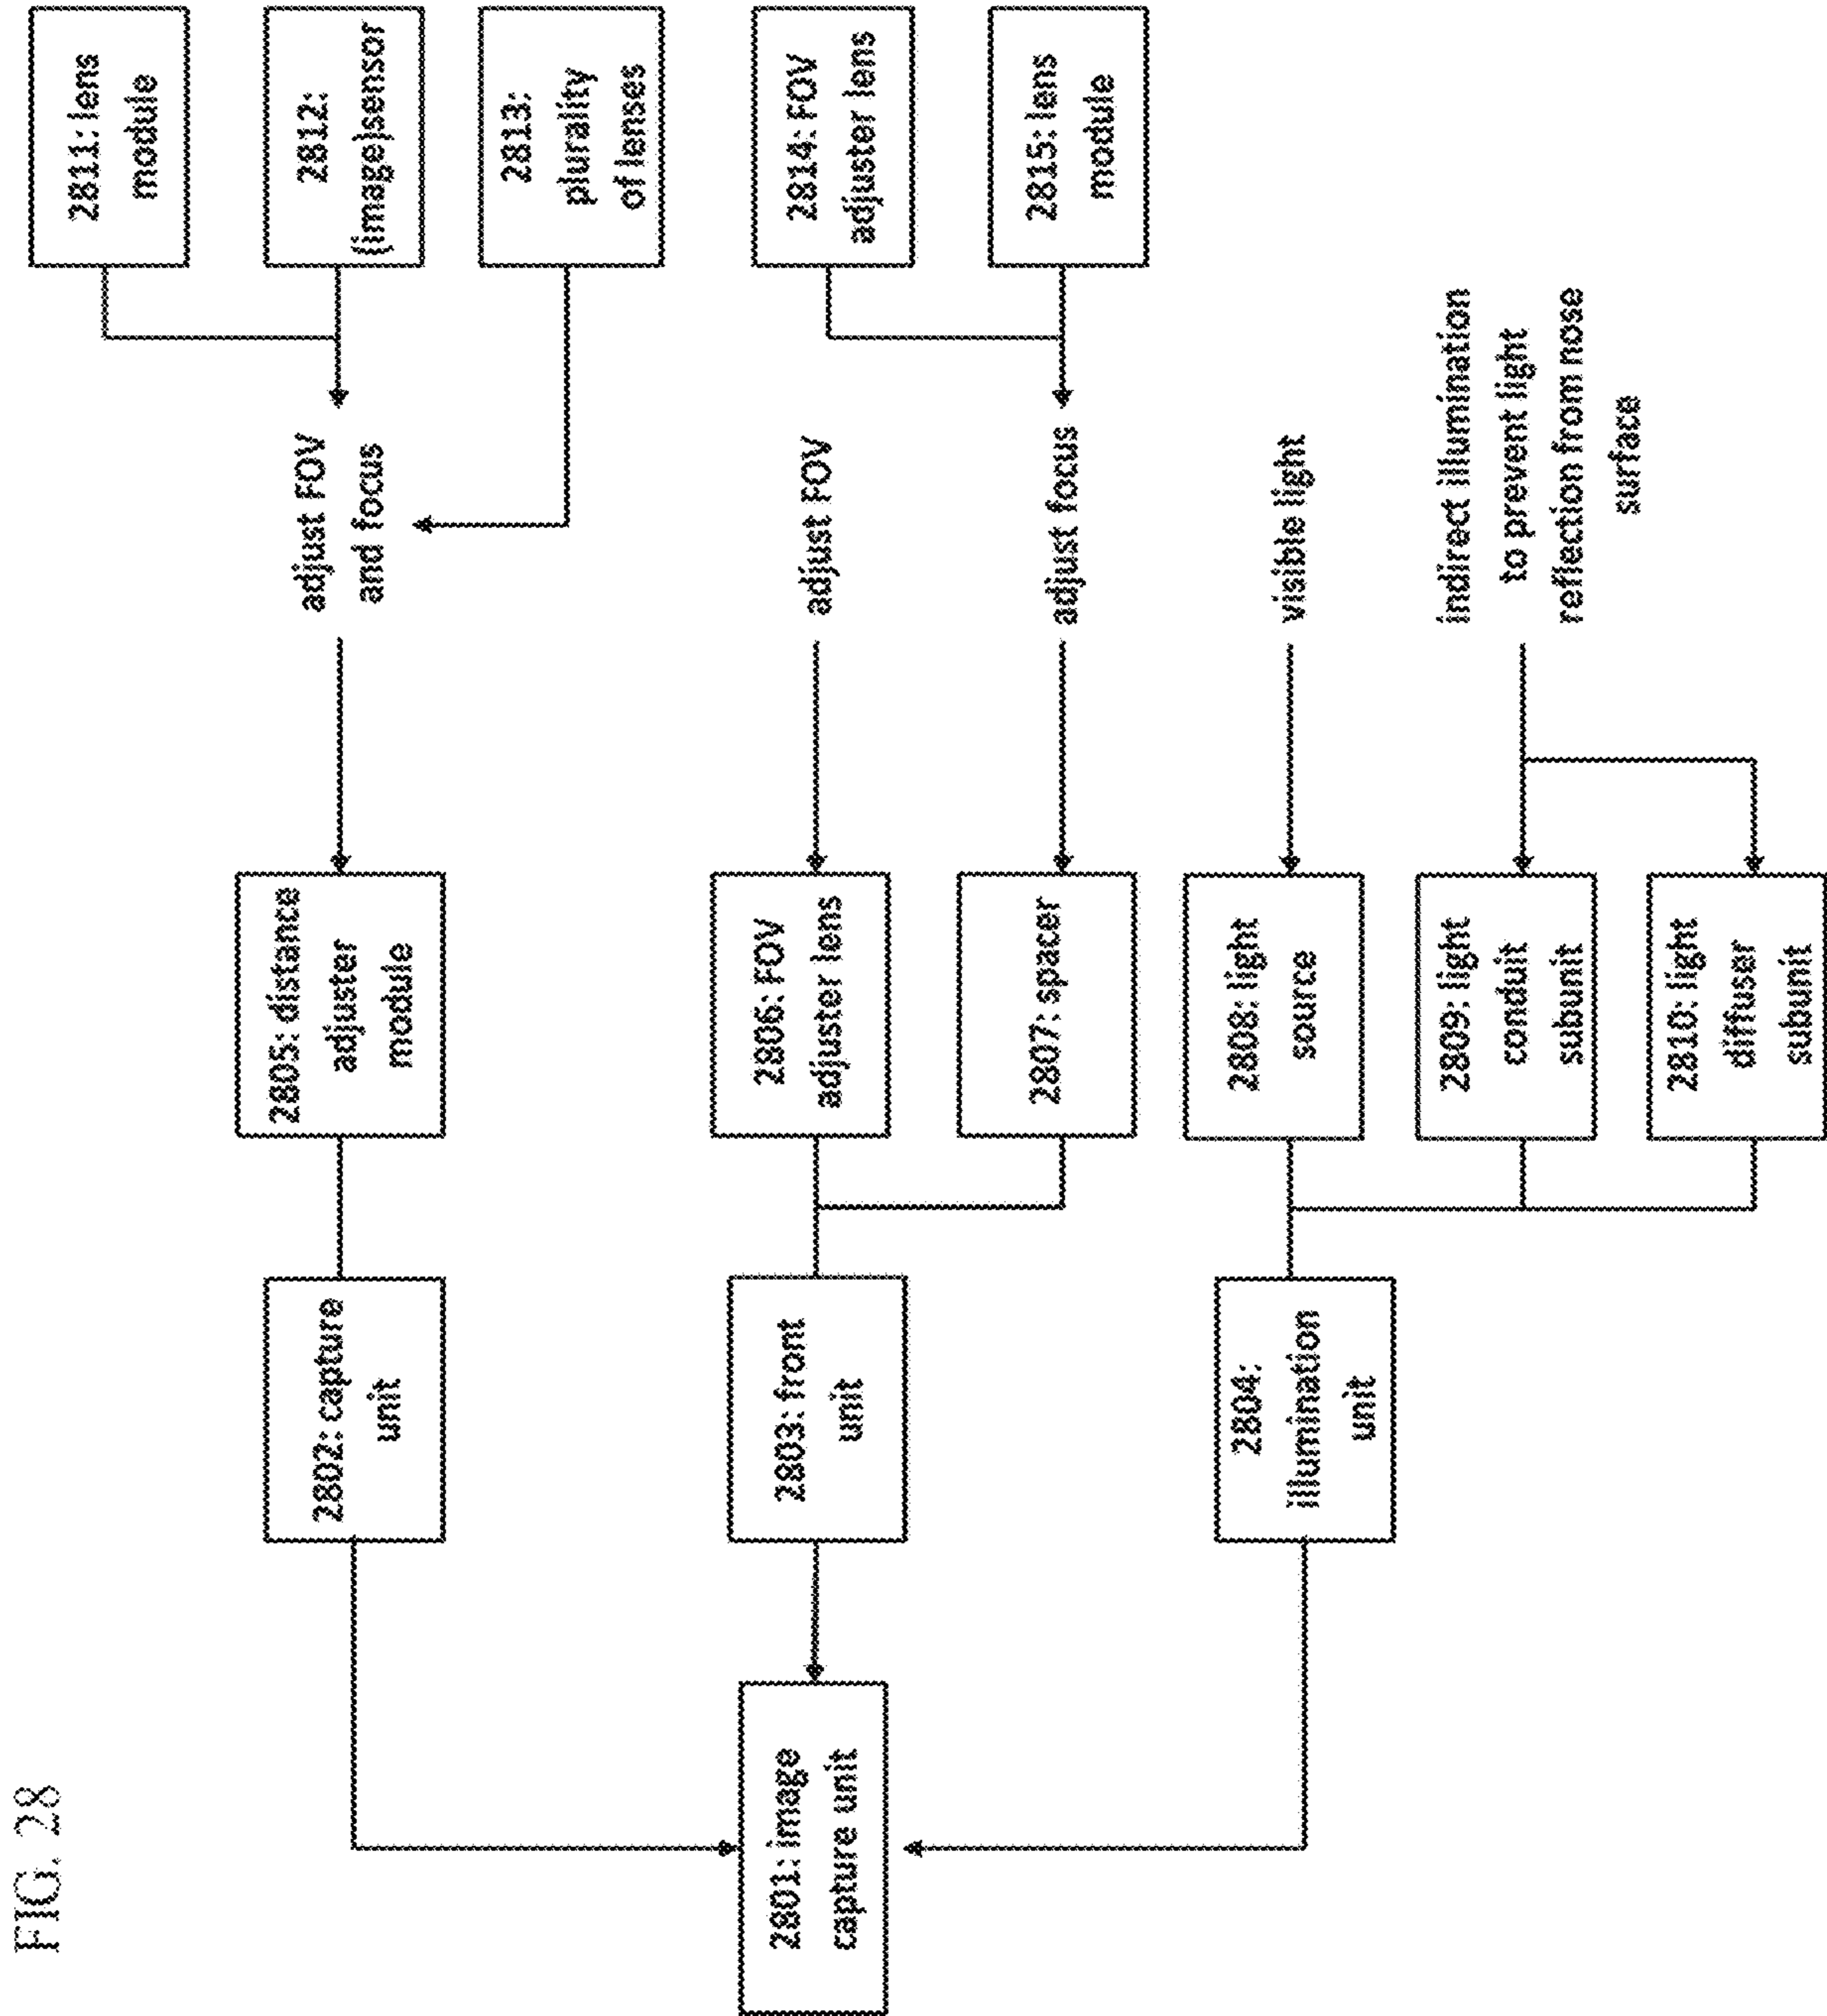 FIG. 28
2801: image
capture unit
2802: capture
unit
2803: front
unit
2804:
illumination
unit
2805: distance
adjuster
module
2806: FOV
adjuster lens
2807: spacer
2808: light
source
2809: light
conduit
subunit
2810: light
diffuser
subunit
adjust FOV
and focus
adjust FOV
adjust focus
visible light
indirect illumination
to prevent light
reflection from nose
surface
2811: lens
module
2812:
(image)sensor
2813:
plurality
of lenses
2814: FOV
adjuster lens
2815: lens
module